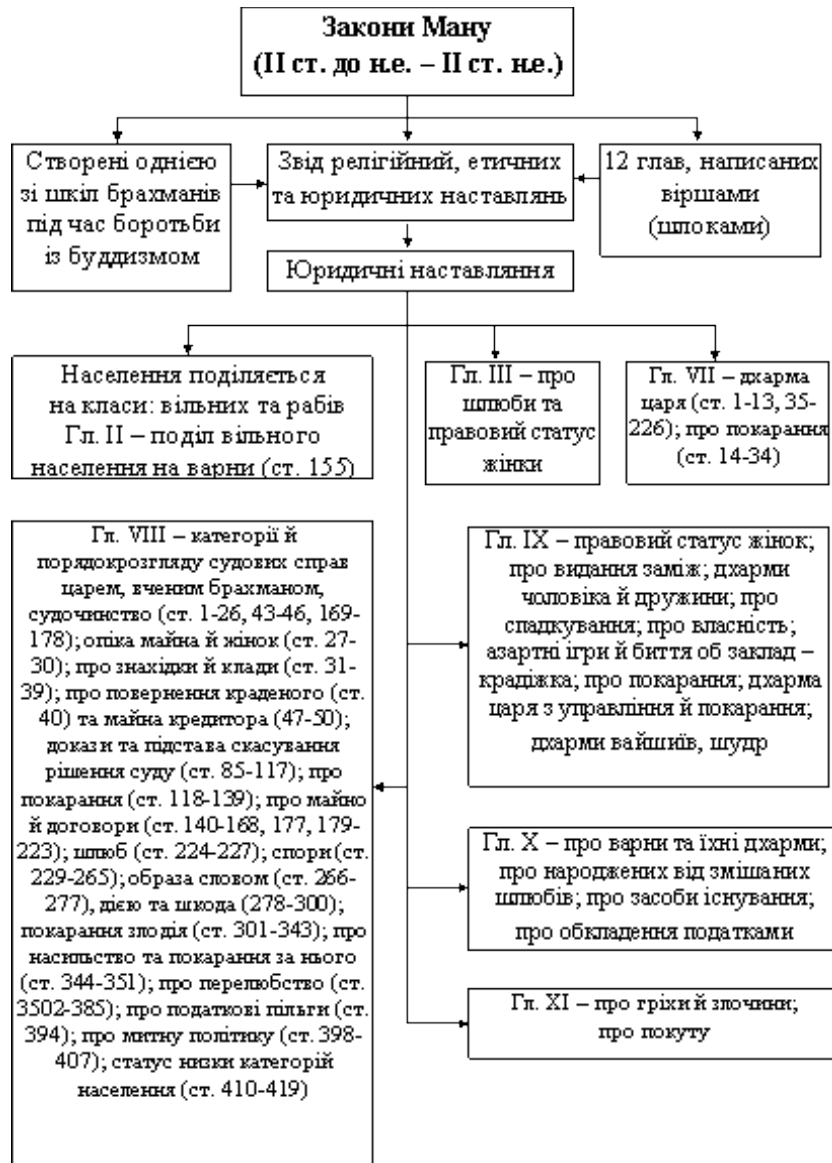 Закони Ману
(II ст. до н.е. – II ст. н.е.)
Створені однією
зі шкіл брахманів
під час боротьби
із буддизмом
Звід релігійний, етичних
та юридичних наставлянь
12 глав, написаних
віршами
(шлоками)
Юридичні наставляння
Населення поділяється
на класи: вільних та рабів
Гл. II – поділ вільного
населення на варни (ст. 155)
Гл. III – про
шлюби та
правовий статус
жінки
Гл. VII – дхарма
царя (ст. 1-13, 35-
226); про покарання
(ст. 14-34)
Гл. VIII – категорії й
порядокрозгляду судових справ
царем, вченим брахманом,
судочинство (ст. 1-26, 43-46, 169-
178); опіка майна й жінок (ст. 27-
30); про знахідки й клади (ст. 31-
39); про повернення краденого (ст.
40) та майна кредитора (47-50);
докази та підстава скасування
рішення суду (ст. 85-117); про
покарання (ст. 118-139); про майно
й договори (ст. 140-168, 177, 179-
223); шлюб (ст. 224-227); спори (ст.
229-265); образа словом (ст. 266-
277), дією та шкода (278-300);
покарання злодія (ст. 301-343); про
насильство та покарання за нього
(ст. 344-351); про перелюбство (ст.
3502-385); про податкові пільги (ст.
394); про митну політику (ст. 398-
407); статус низки категорій
населення (ст. 410-419)
Гл. IX – правовий статус жінок;
про видання заміж; дхарми
чоловіка й дружини; про
спадкування; про власність;
азартні ігри й биття об заклад –
крадіжка; про покарання; дхарма
царя з управління й покарання;
дхарми вайшиїв, шудр
Гл. X – про варни та їхні дхарми;
про народжених від змішаних
шлюбів; про засоби існування;
про обкладення податками
Гл. XI – про гріхи й злочини;
про покуту